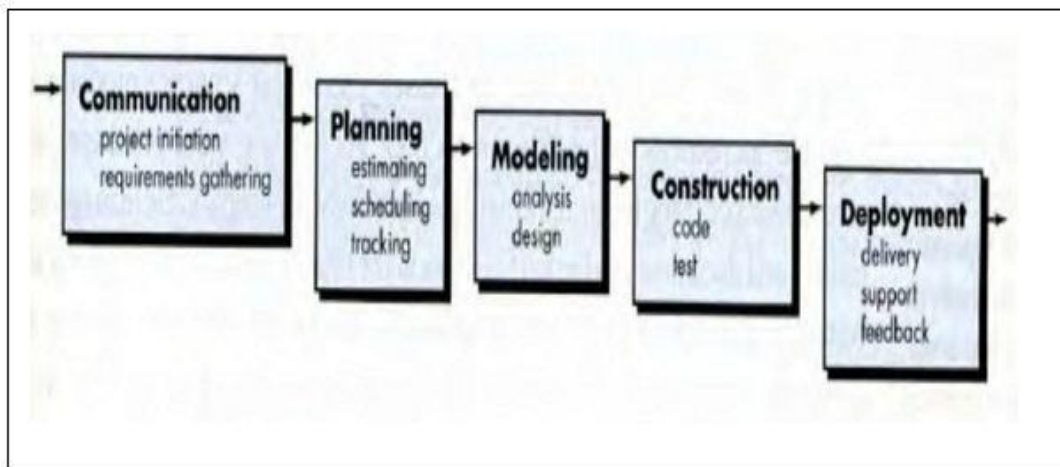 Communication
project initiation
requirements gathering
Planning
estimating
scheduling
tracking
Modeling
analysis
design
Construction
code
test
Deployment
delivery
support
feedback